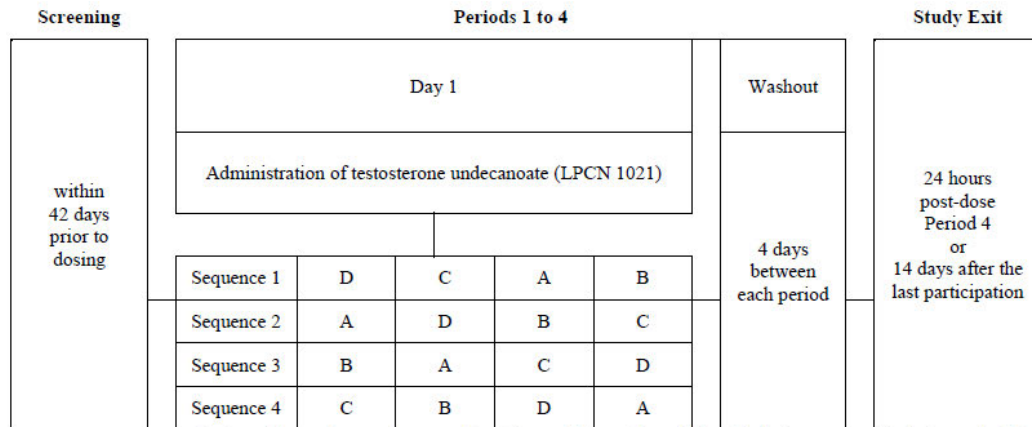 Screening
Periods 1 to 4
Study Exit
Day 1
Washout
Administration of testosterone undecanoate (LPCN 1021)
within
42 days
prior to
dosing
Sequence 1 D C A B
Sequence 2 A D B C
Sequence 3 B A C D
Sequence 4 C B D A
4 days
between
each period
24 hours
post-dose
Period 4
or
14 days after the
last participation